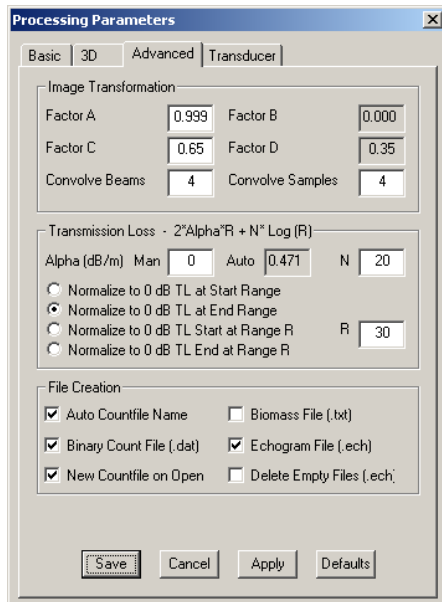 Processing Parameters
Basic 3D Advanced Transducer
Image Transformation
Factor A 0.999 Factor B 0.000
Factor C 0.65 Factor D 0.35
Convolve Beams 4 Convolve Samples 4
Transmission Loss - 2*Alpha*R + N* Log (R)
Alpha (dB/m) Man 0 Auto 0.471 N 20
Normalize to 0 dB TL at Start Range
Normalize to 0 dB TL at End Range
Normalize to 0 dB TL Start at Range R R 30
Normalize to 0 dB TL End at Range R
File Creation
Auto Countfile Name Biomass File (.txt)
Binary Count File (.dat) Echogram File (.ech)
New Countfile on Open Delete Empty Files (.ech)
Save Cancel Apply Defaults